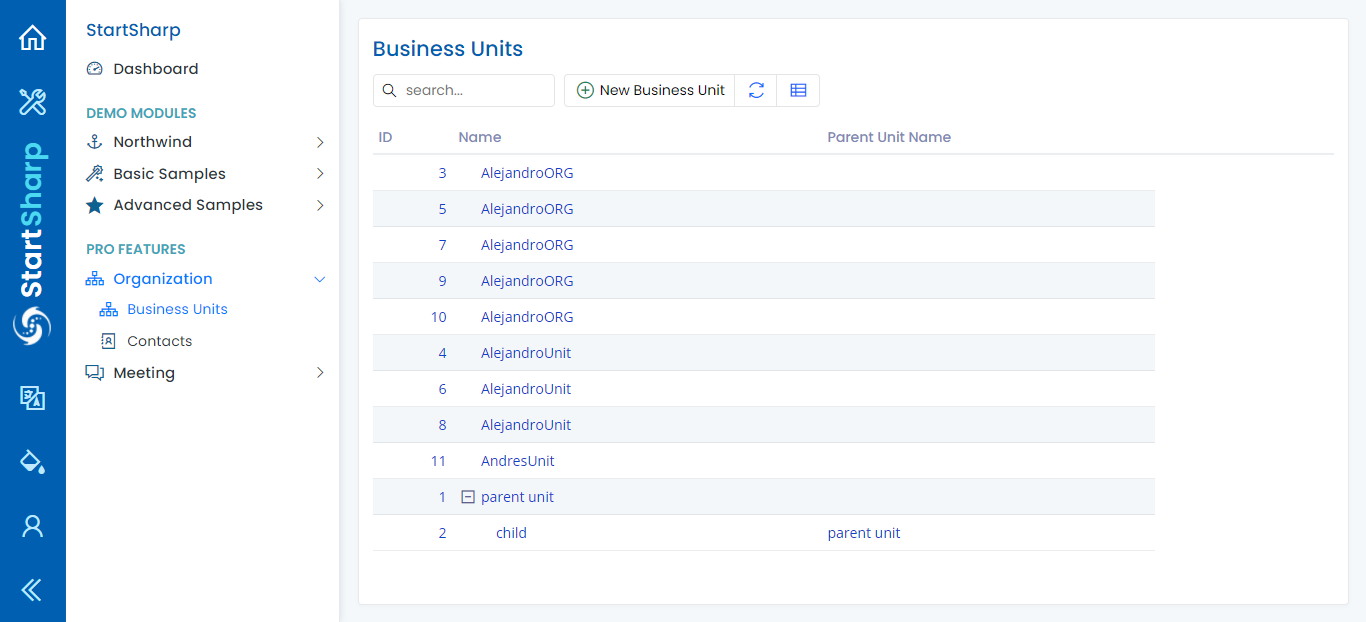 StartSharp
StartSharp
Dashboard
DEMO MODULES
Northwind
Basic Samples
Advanced Samples
PRO FEATURES
Organization
Business Units
Contacts
Meeting
Business Units
search...
New Business Unit
ID Name Parent Unit Name
3 AlejandroORG
5 AlejandroORG
7 AlejandroORG
9 AlejandroORG
10 AlejandroORG
4 AlejandroUnit
6 AlejandroUnit
8 AlejandroUnit
11 AndresUnit
1 parent unit
2 child parent unit